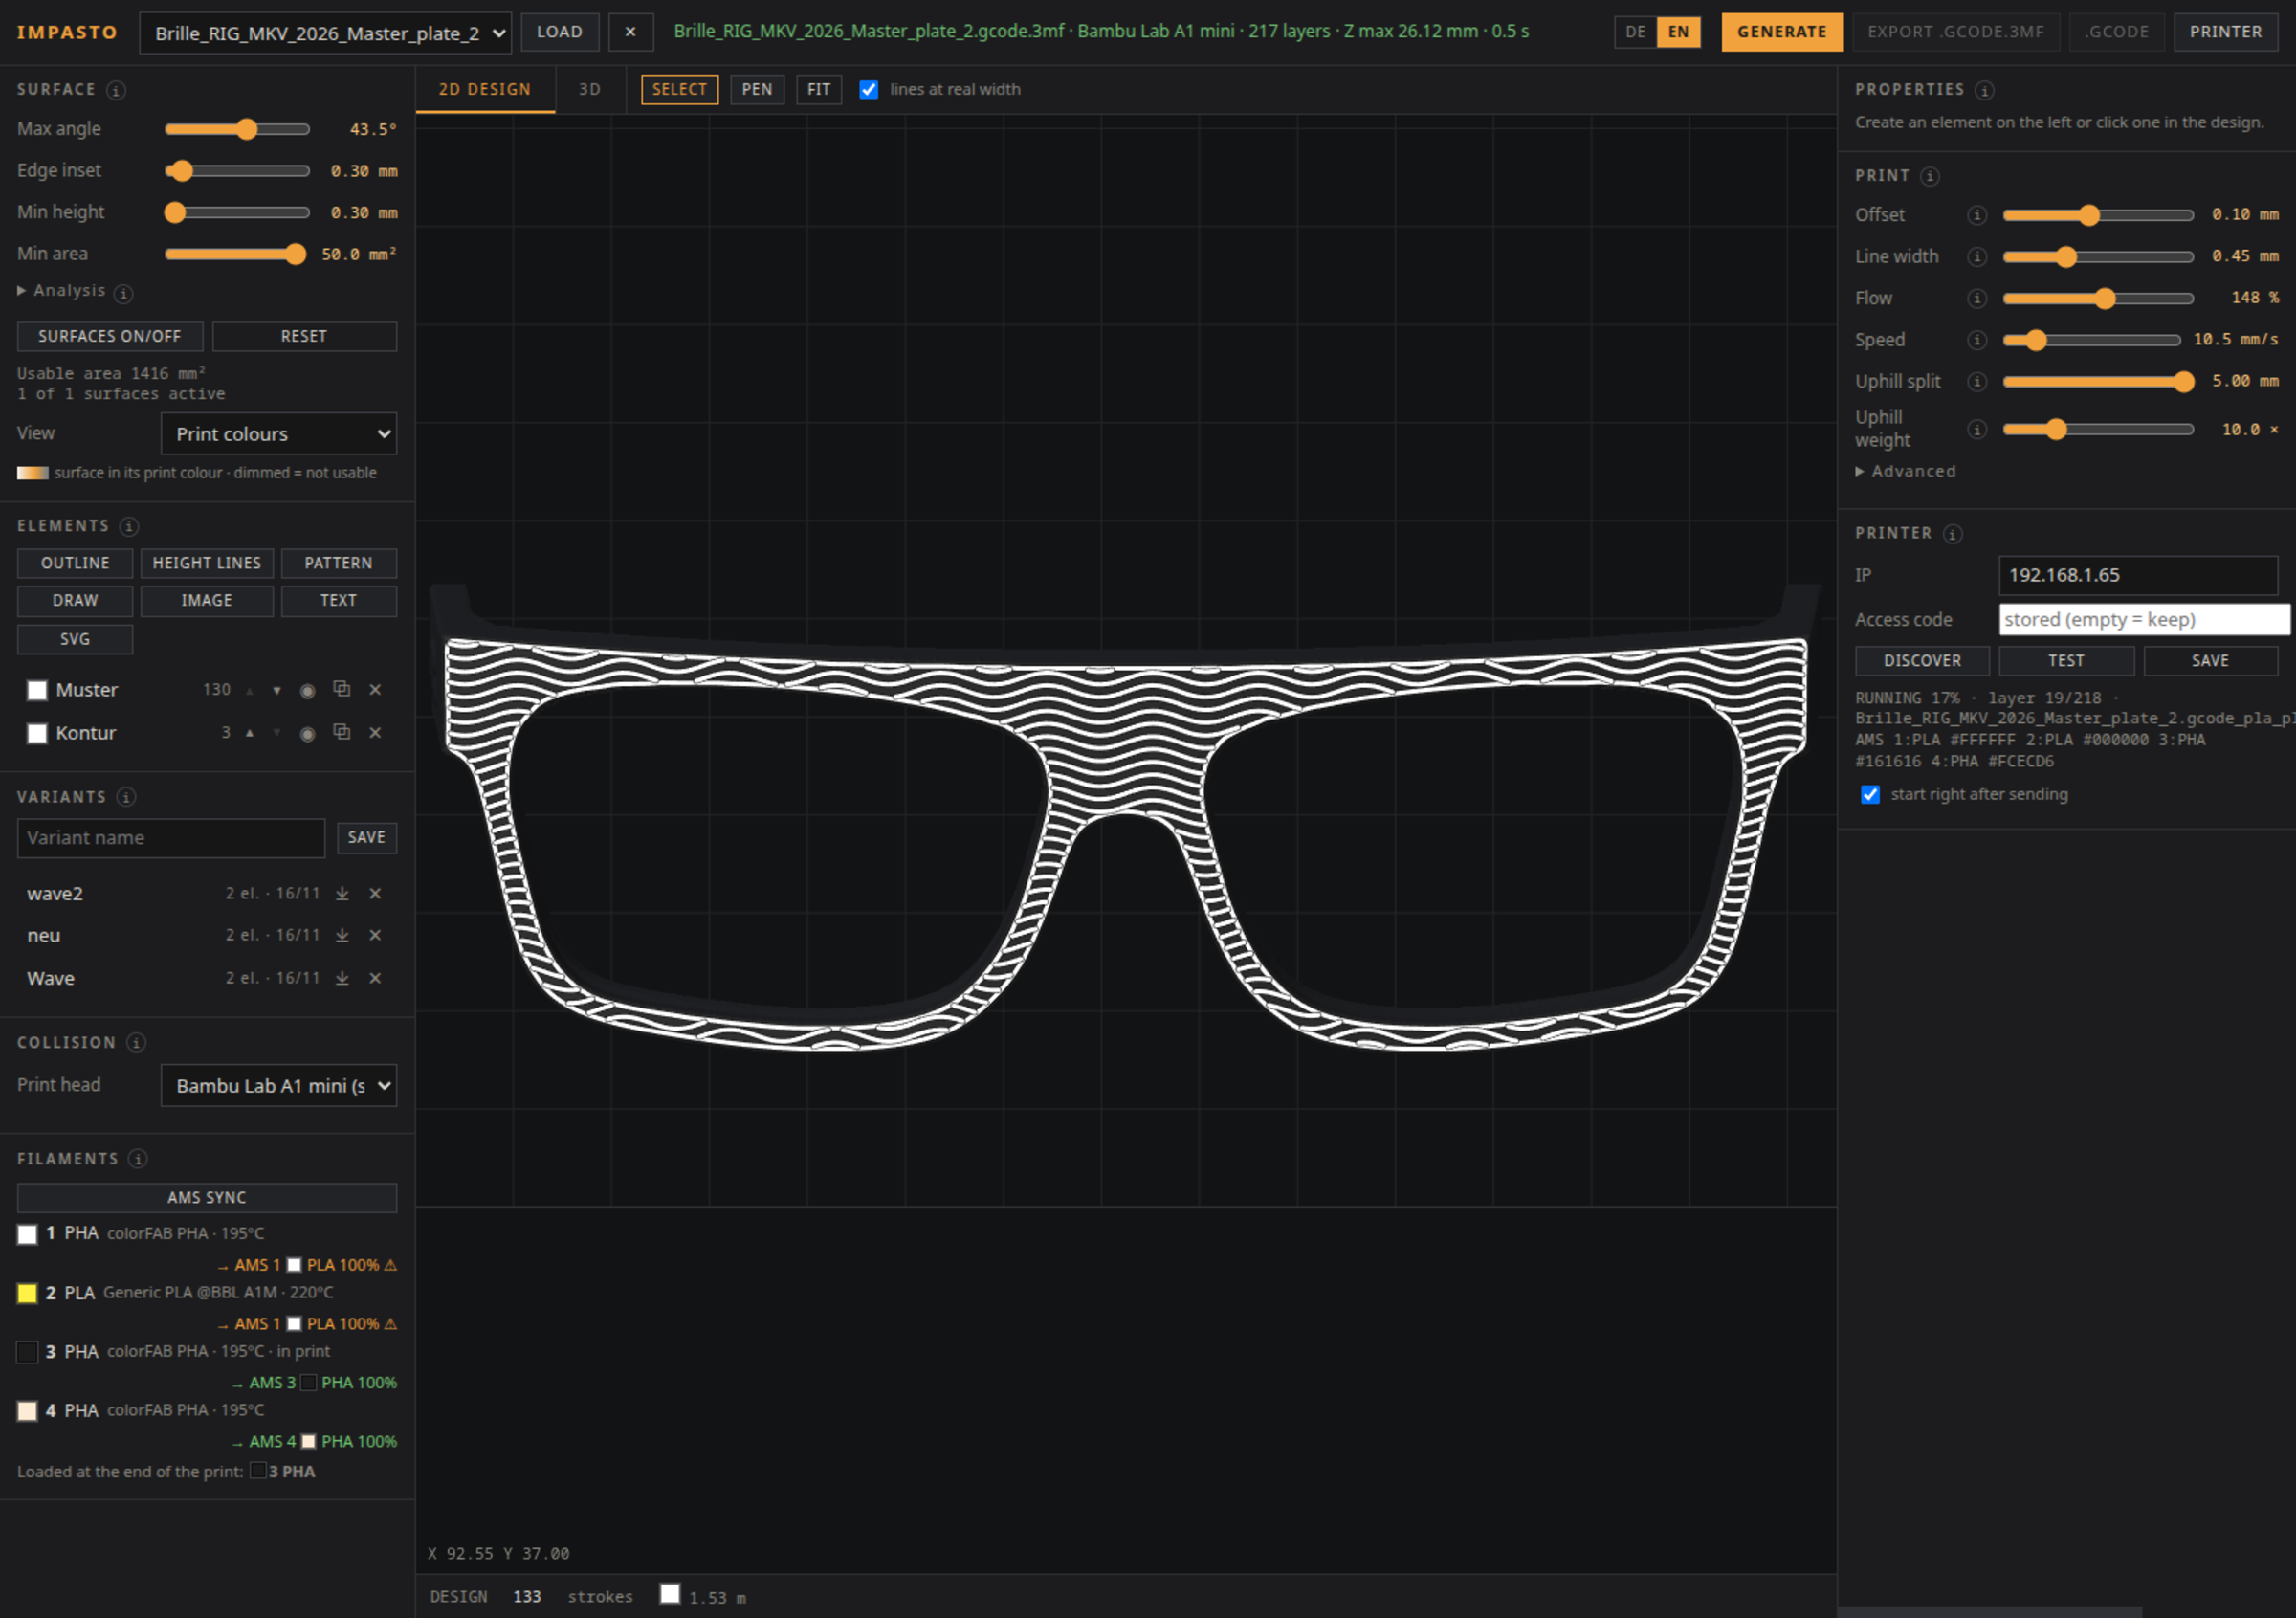 IMPASTO Brille_RIG_MKV_2026_Master_plate_2 LOAD × Brille_RIG_MKV_2026_Master_plate_2.gcode.3mf · Bambu Lab A1 mini · 217 layers · Z max 26.12 mm · 0.5 s DE EN GENERATE EXPORT .GCODE.3MF .GCODE PRINTER
SURFACE
Max angle 43.5°
Edge inset 0.30 mm
Min height 0.30 mm
Min area 50.0 mm²
Analysis
SURFACES ON/OFF RESET
Usable area 1416 mm²
1 of 1 surfaces active
View Print colours
surface in its print colour · dimmed = not usable
ELEMENTS
OUTLINE HEIGHT LINES PATTERN
DRAW IMAGE TEXT
SVG
Muster 130
Kontur 3
VARIANTS
Variant name SAVE
wave2 2 el. · 16/11
neu 2 el. · 16/11
Wave 2 el. · 16/11
COLLISION
Print head Bambu Lab A1 mini (s
FILAMENTS
AMS SYNC
1 PHA colorFAB PHA · 195°C
→ AMS 1 PLA 100% ⚠
2 PLA Generic PLA @BBL A1M · 220°C
→ AMS 1 PLA 100% ⚠
3 PHA colorFAB PHA · 195°C · in print
→ AMS 3 PHA 100%
4 PHA colorFAB PHA · 195°C
→ AMS 4 PHA 100%
Loaded at the end of the print: 3 PHA
2D DESIGN 3D SELECT PEN FIT lines at real width
X 92.55 Y 37.00
DESIGN 133 strokes 1.53 m
PROPERTIES
Create an element on the left or click one in the design.
PRINT
Offset 0.10 mm
Line width 0.45 mm
Flow 148 %
Speed 10.5 mm/s
Uphill split 5.00 mm
Uphill
weight 10.0 ×
Advanced
PRINTER
IP 192.168.1.65
Access code stored (empty = keep)
DISCOVER TEST SAVE
RUNNING 17% · layer 19/218 ·
Brille_RIG_MKV_2026_Master_plate_2.gcode_pla_pl
AMS 1:PLA #FFFFFF 2:PLA #000000 3:PHA
#161616 4:PHA #FCECD6
start right after sending